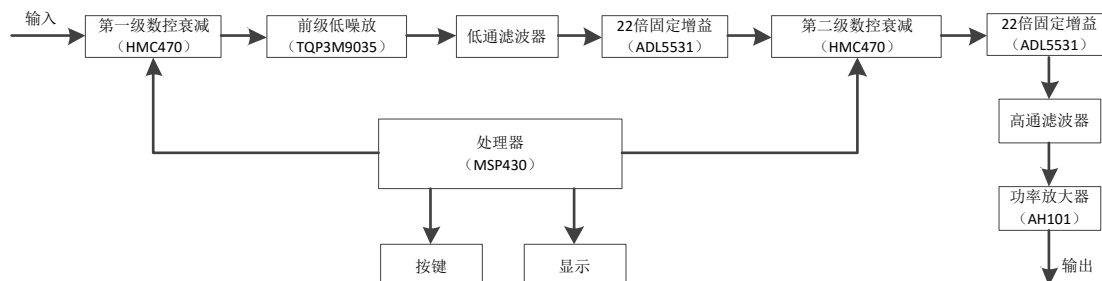 输入
第一级数控衰减
（HMC470）
前级低噪放
（TQP3M9035）
低通滤波器
22倍固定增益
（ADL5531）
第二级数控衰减
（HMC470）
22倍固定增益
（ADL5531）
高通滤波器
处理器
（MSP430）
功率放大器
（AH101）
按键
显示
输出